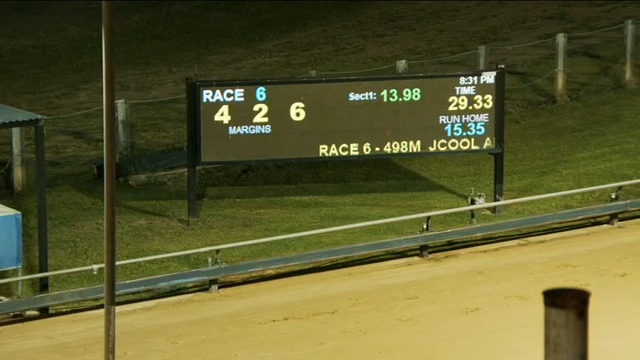 8:31 PM
RACE 6 Sect1: 13.98 TIME
4 2 6 29.33
MARGINS RUN HOME
15.35
RACE 6 - 498M JCOOL A